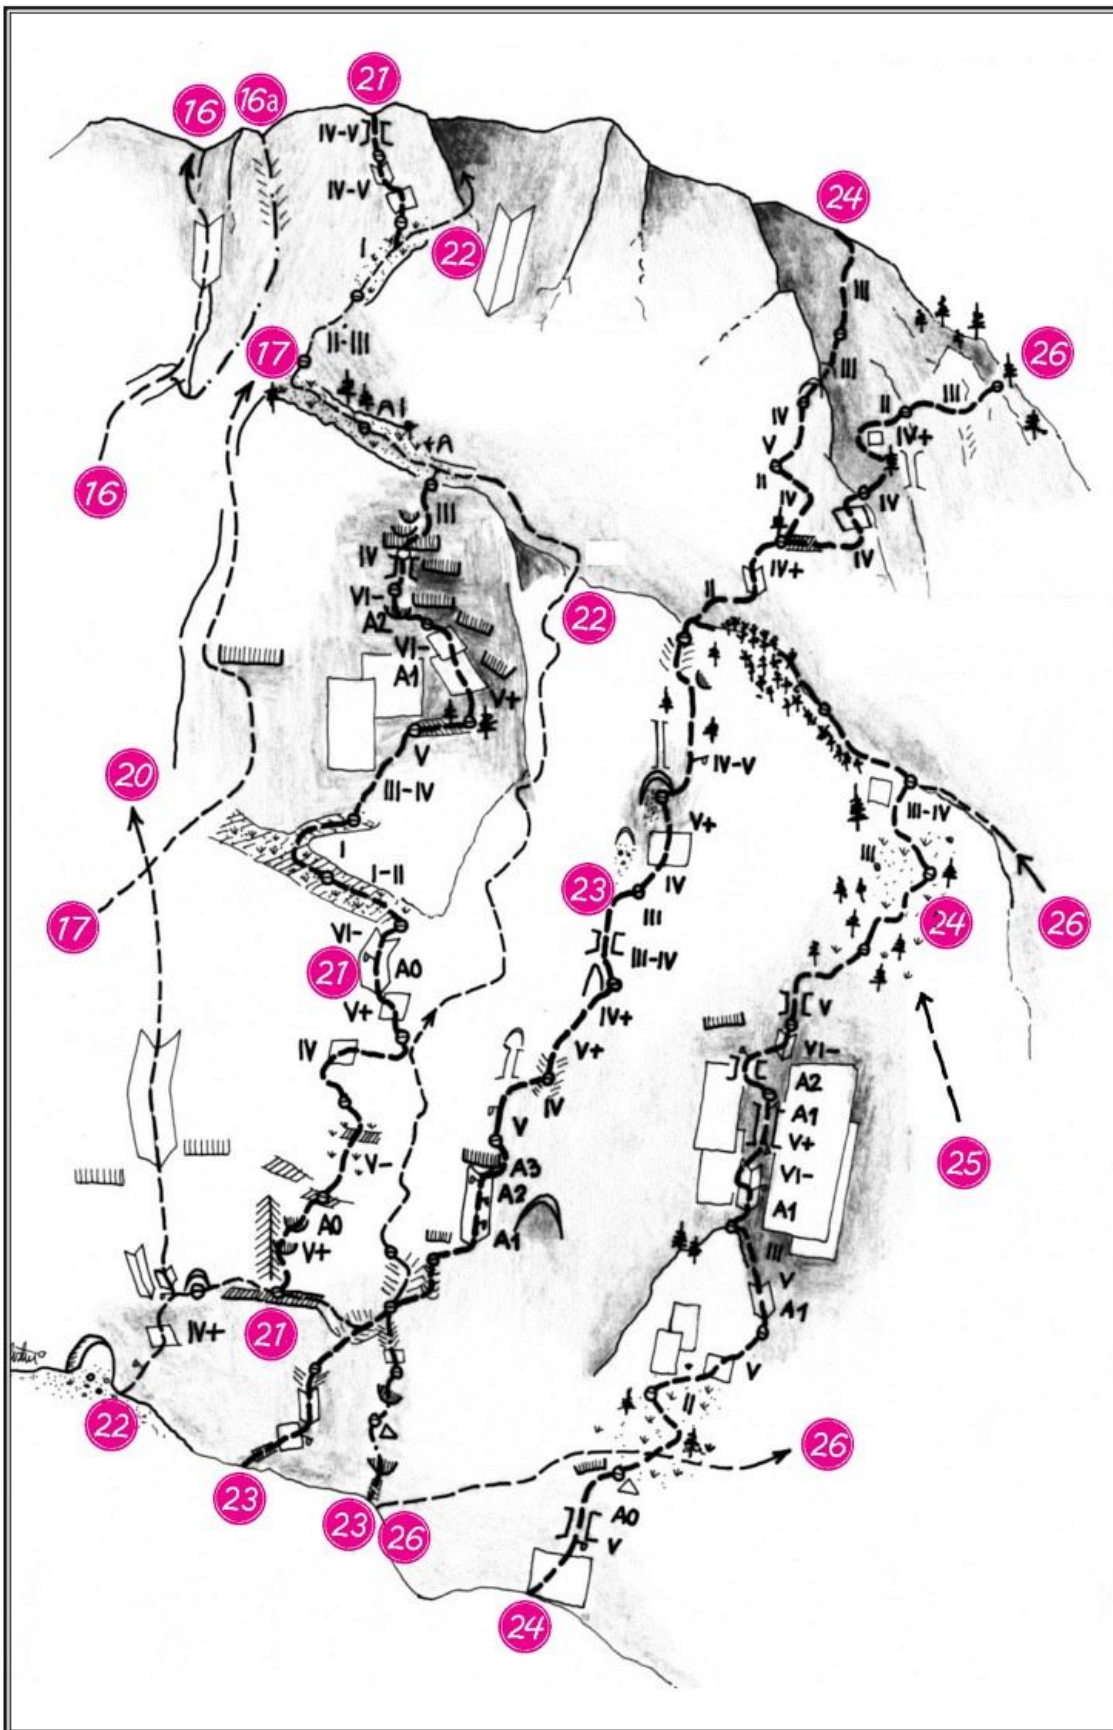 21
16
16a
IV-V
IV-V
24
22
I
III
17
II-III
26
III
III
II
IV
IV+
V
16
II
IV
IV
III
IV
IV+
IV
VI-
II
A2
22
VI-
A1
V+
V
IV-V
20
III-IV
III-IV
V+
I
III
I-II
IV
23
III
17
24
26
VI-
21
A0
III-IV
V+
IV+
V
IV
V+
VI-
A2
IV
A1
V
V+
V-
A3
25
VI-
A2
A0
A1
A1
V+
III
V
A1
21
IV+
V
II
22
26
23
23
26
A0
V
24